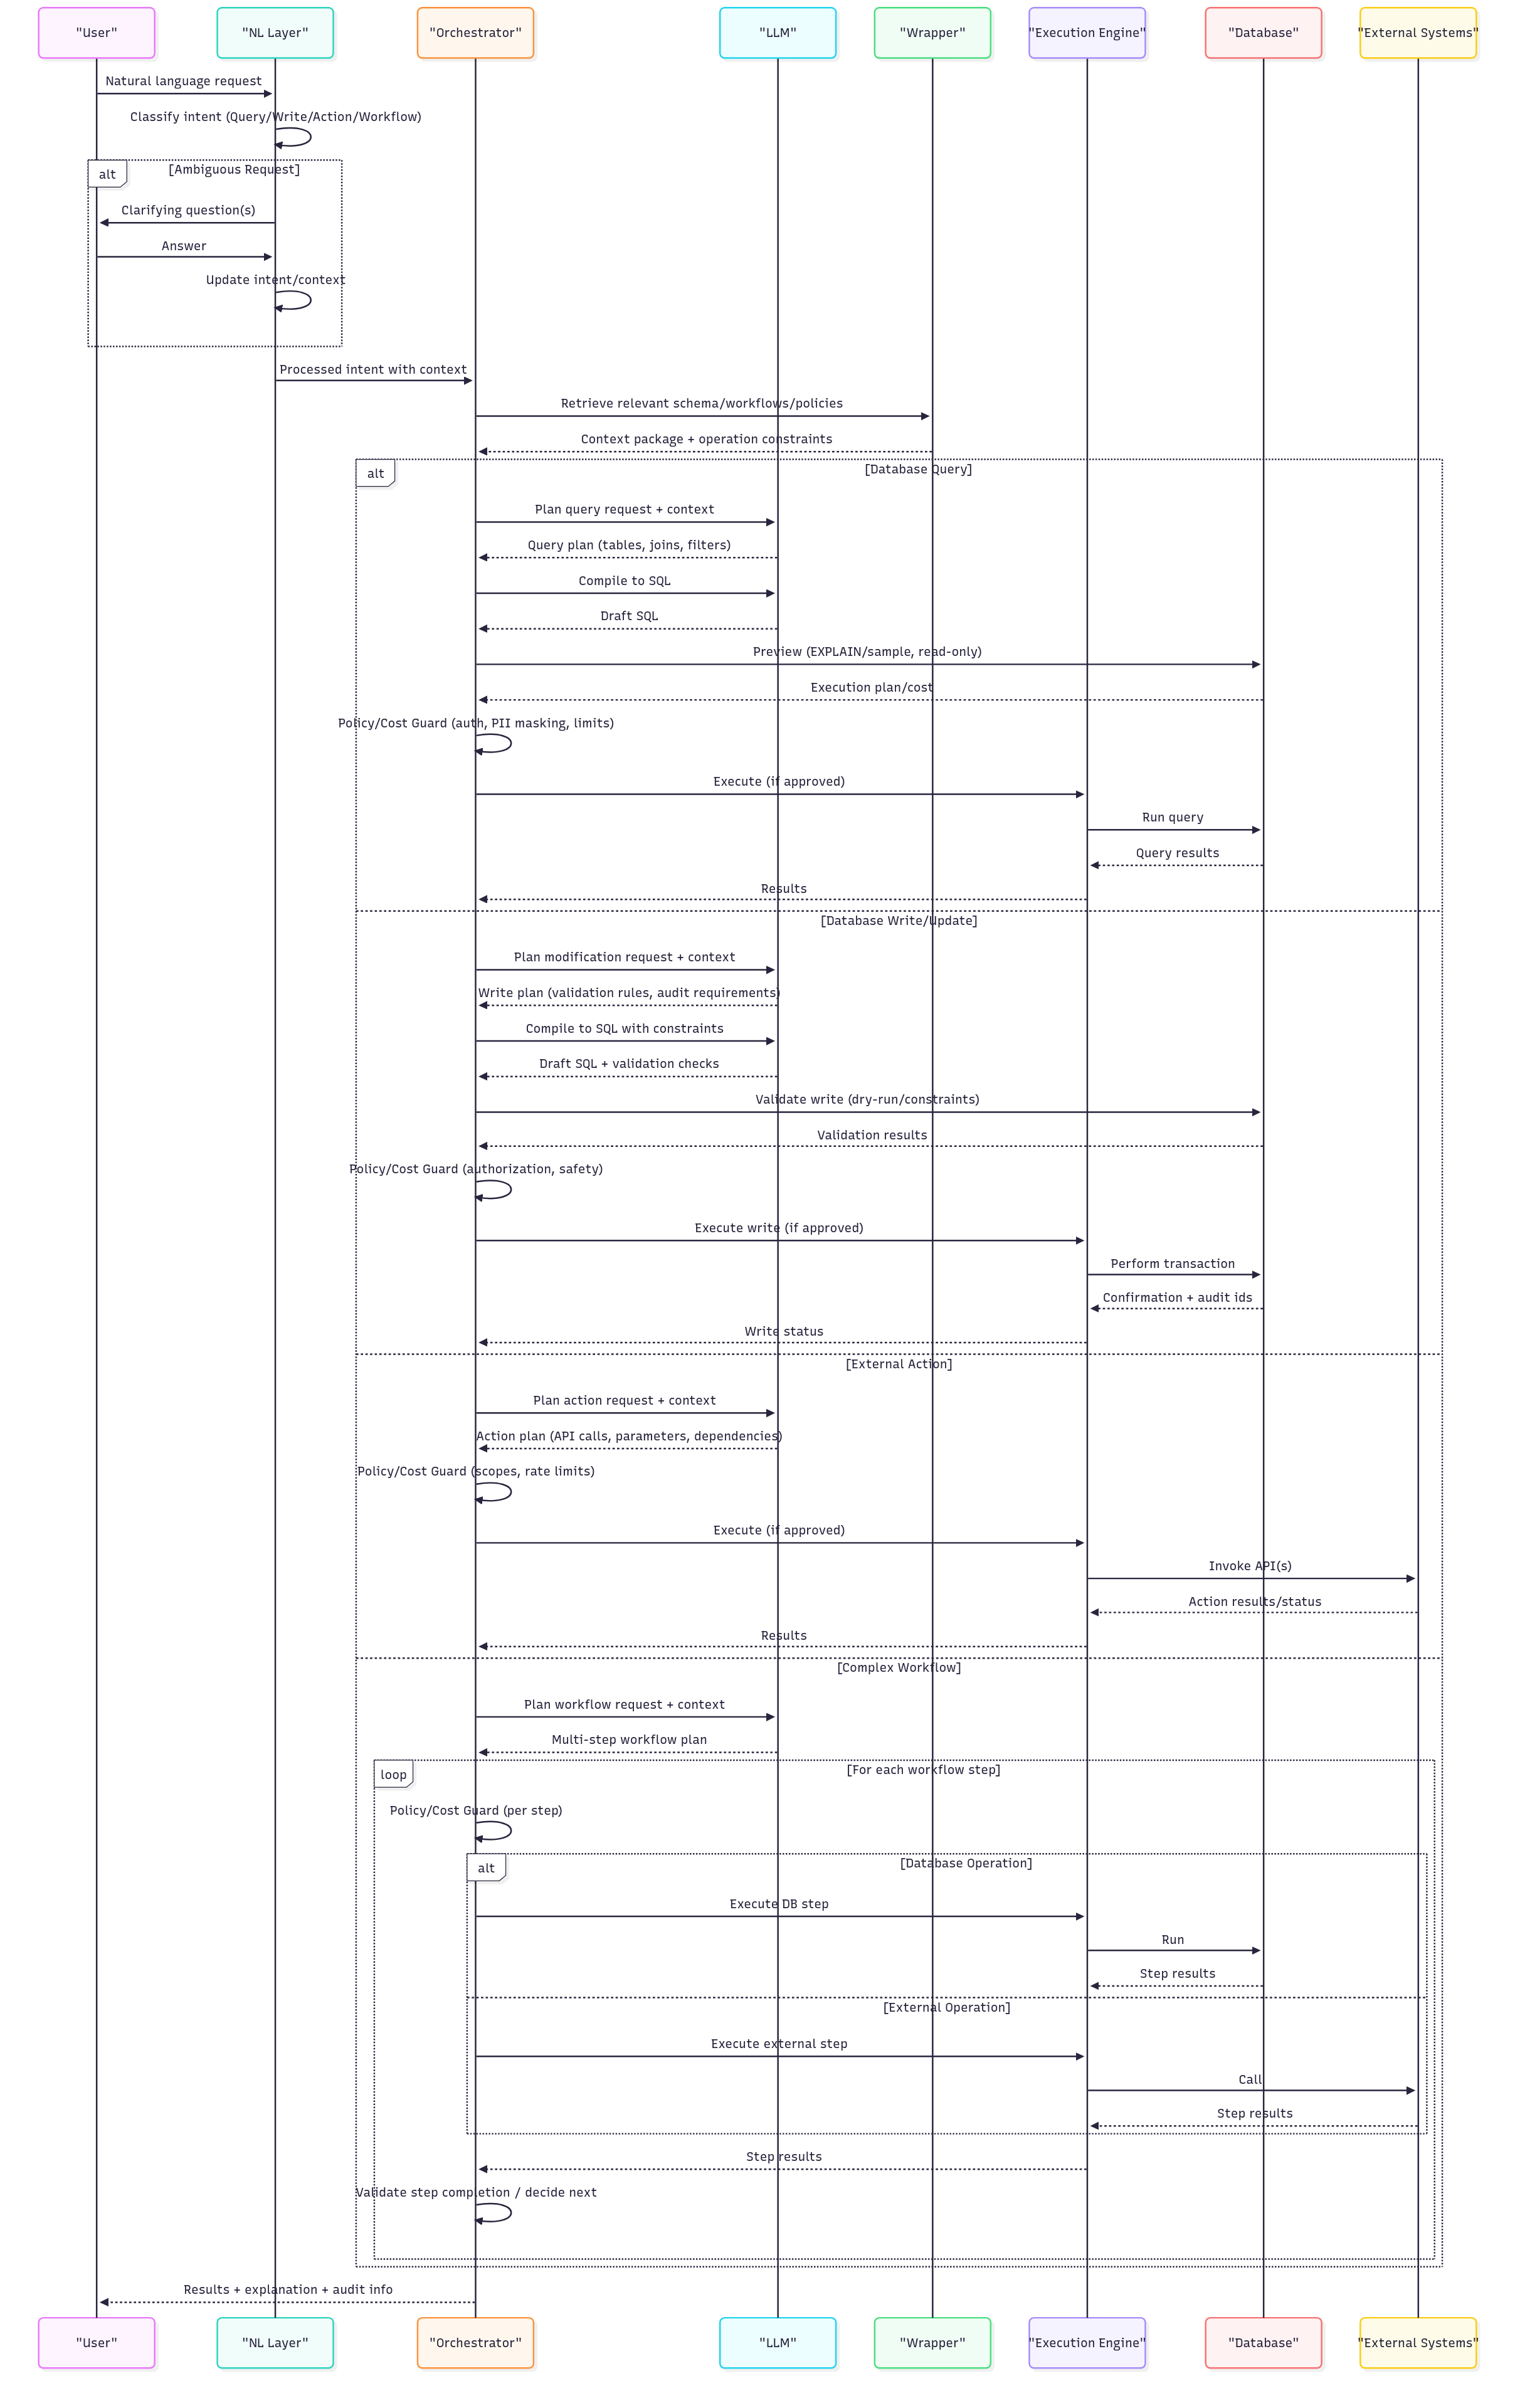 "User"
"NL Layer"
"Orchestrator"
"LLM"
"Wrapper"
"Execution Engine"
"Database"
"External Systems"
Natural language request
Classify intent (Query/Write/Action/Workflow)
alt
[Ambiguous Request]
Clarifying question(s)
Answer
Update intent/context
Processed intent with context
Retrieve relevant schema/workflows/policies
Context package + operation constraints
alt
[Database Query]
Plan query request + context
Query plan (tables, joins, filters)
Compile to SQL
Draft SQL
Preview (EXPLAIN/sample, read-only)
Execution plan/cost
Policy/Cost Guard (auth, PII masking, limits)
Execute (if approved)
Run query
Query results
Results
[Database Write/Update]
Plan modification request + context
Write plan (validation rules, audit requirements)
Compile to SQL with constraints
Draft SQL + validation checks
Validate write (dry-run/constraints)
Validation results
Policy/Cost Guard (authorization, safety)
Execute write (if approved)
Perform transaction
Confirmation + audit ids
Write status
[External Action]
Plan action request + context
Action plan (API calls, parameters, dependencies)
Policy/Cost Guard (scopes, rate limits)
Execute (if approved)
Invoke API(s)
Action results/status
Results
[Complex Workflow]
Plan workflow request + context
Multi-step workflow plan
loop
[For each workflow step]
Policy/Cost Guard (per step)
alt
[Database Operation]
Execute DB step
Run
Step results
[External Operation]
Execute external step
Call
Step results
Step results
Validate step completion / decide next
Results + explanation + audit info
"User"
"NL Layer"
"Orchestrator"
"LLM"
"Wrapper"
"Execution Engine"
"Database"
"External Systems"